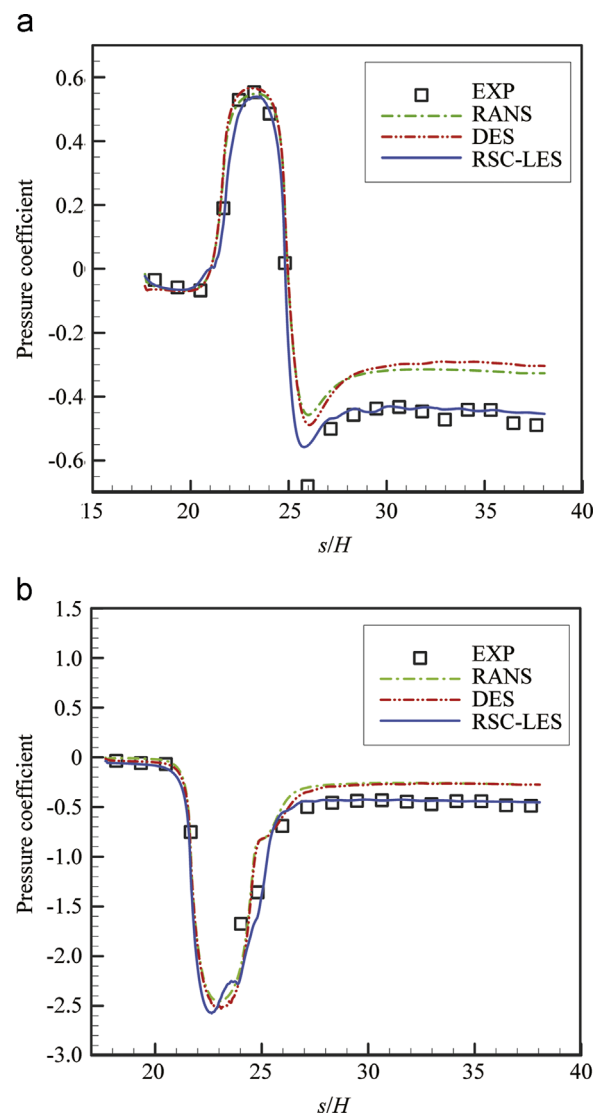 a
0.6
0.4
0.2
0
-0.2
-0.4
-0.6
Pressure coefficient
EXP
RANS
DES
RSC-LES
15
20
25
30
35
40
s/H
b
1.5
1.0
0.5
0
-0.5
-1.0
-1.5
-2.0
-2.5
-3.0
Pressure coefficient
EXP
RANS
DES
RSC-LES
20
25
30
35
40
s/H